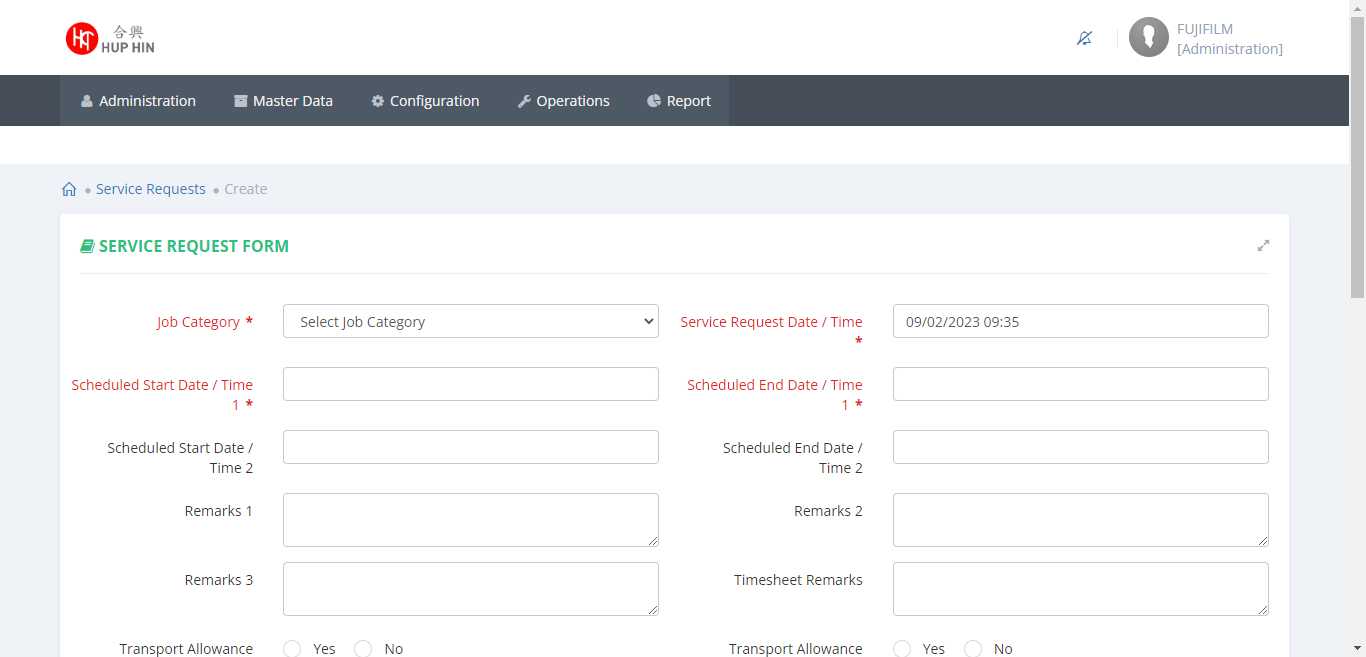 合興
HUP HIN
FUJIFILM
[Administration]
Administration
Master Data
Configuration
Operations
Report
Service Requests
Create
SERVICE REQUEST FORM
Job Category *
Select Job Category
Service Request Date / Time
*
09/02/2023 09:35
Scheduled Start Date / Time
1 *
Scheduled End Date / Time
1 *
Scheduled Start Date /
Time 2
Scheduled End Date /
Time 2
Remarks 1
Remarks 2
Remarks 3
Timesheet Remarks
Transport Allowance
Yes
No
Transport Allowance
Yes
No